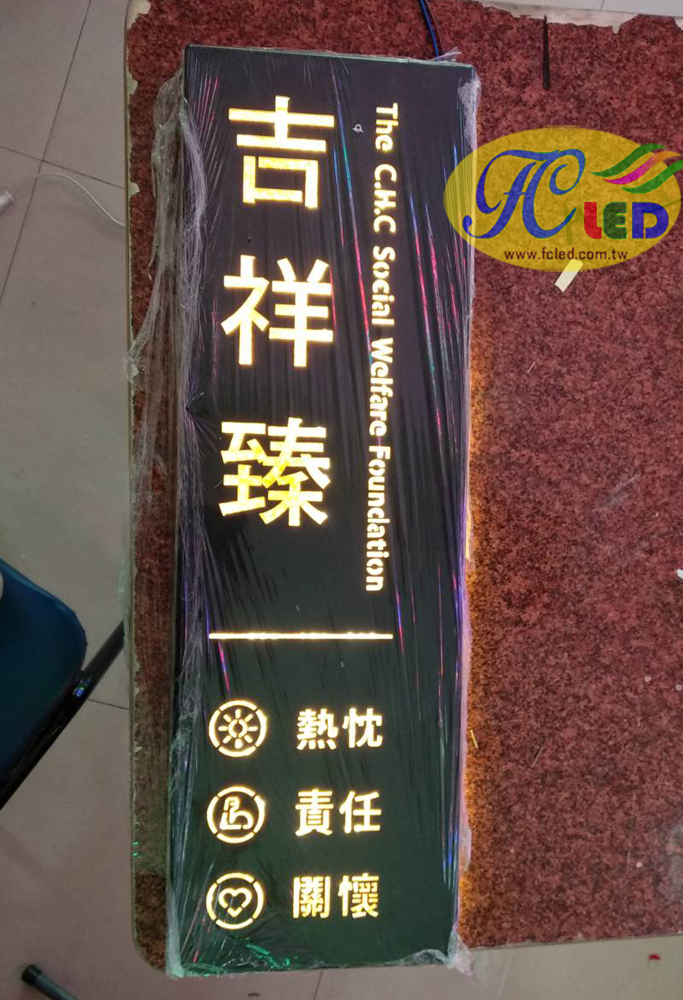 吉祥臻
The C.H.C Social Welfare Foundation
熱忱
責任
關懷
FC LED
www.fcled.com.tw